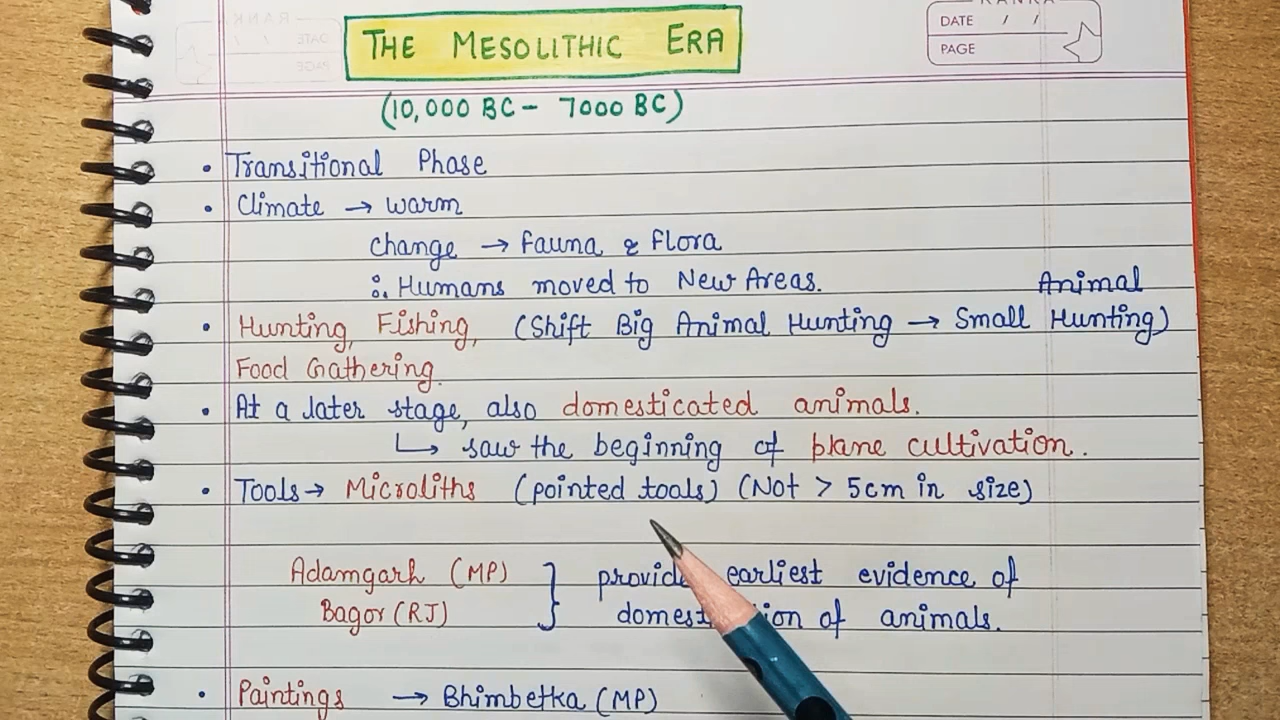 THE MESOLITHIC ERA
DATE / /
PAGE
(10,000 BC - 7000 BC)
• Transitional Phase
• Climate → warm
change → fauna & flora
∴ Humans moved to New Areas.
• Hunting, Fishing, (Shift Big Animal Hunting → Small Animal Hunting)
Food Gathering.
• At a later stage, also domesticated animals.
↳ saw the beginning of plane cultivation.
• Tools → Microliths (pointed tools) (Not > 5cm in size)
Adamgarh (MP) } provide earliest evidence of
Bagor (RJ) of animals.
• Paintings → Bhimbetka (MP)